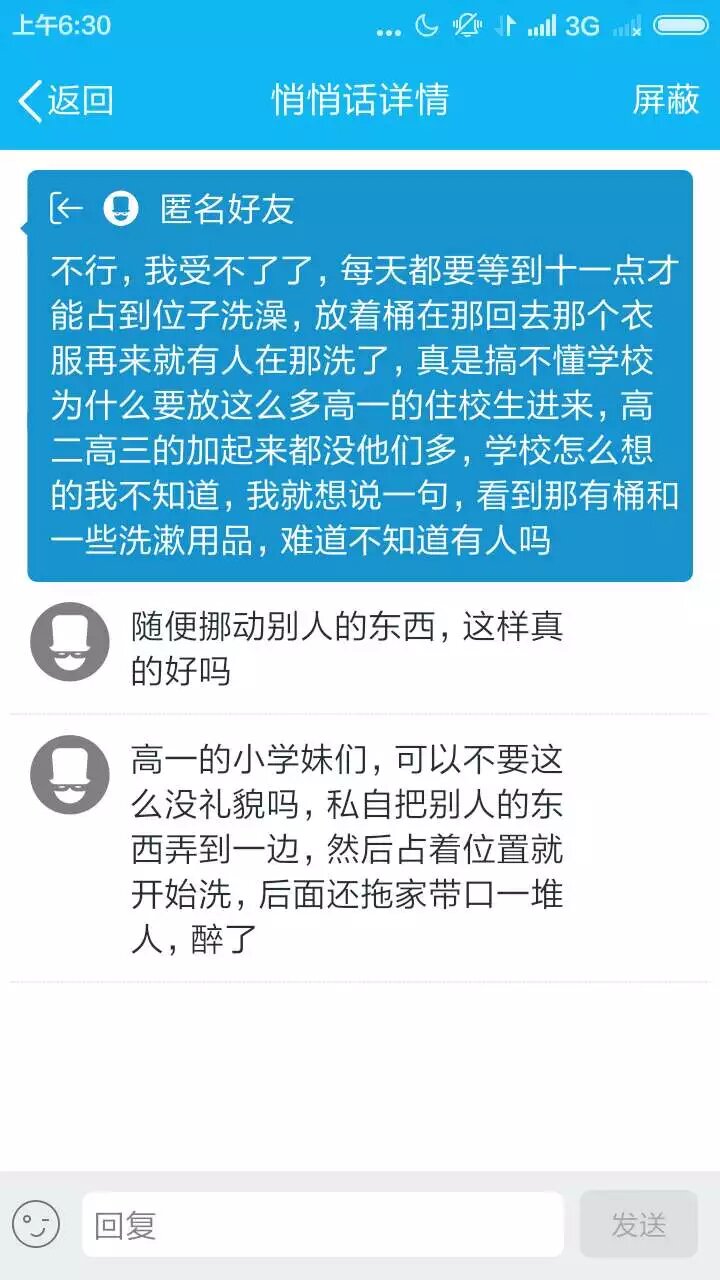 上午6:30
... 3G
返回 悄悄话详情 屏蔽
匿名好友
不行，我受不了了，每天都要等到十一点才
能占到位子洗澡，放着桶在那回去那个衣
服再来就有人在那洗了，真是搞不懂学校
为什么要放这么多高一的住校生进来，高
二高三的加起来都没他们多，学校怎么想
的我不知道，我就想说一句，看到那有桶和
一些洗漱用品，难道不知道有人吗
随便挪动别人的东西，这样真
的好吗
高一的小学妹们，可以不要这
么没礼貌吗，私自把别人的东
西弄到一边，然后占着位置就
开始洗，后面还拖家带口一堆
人，醉了
回复 发送